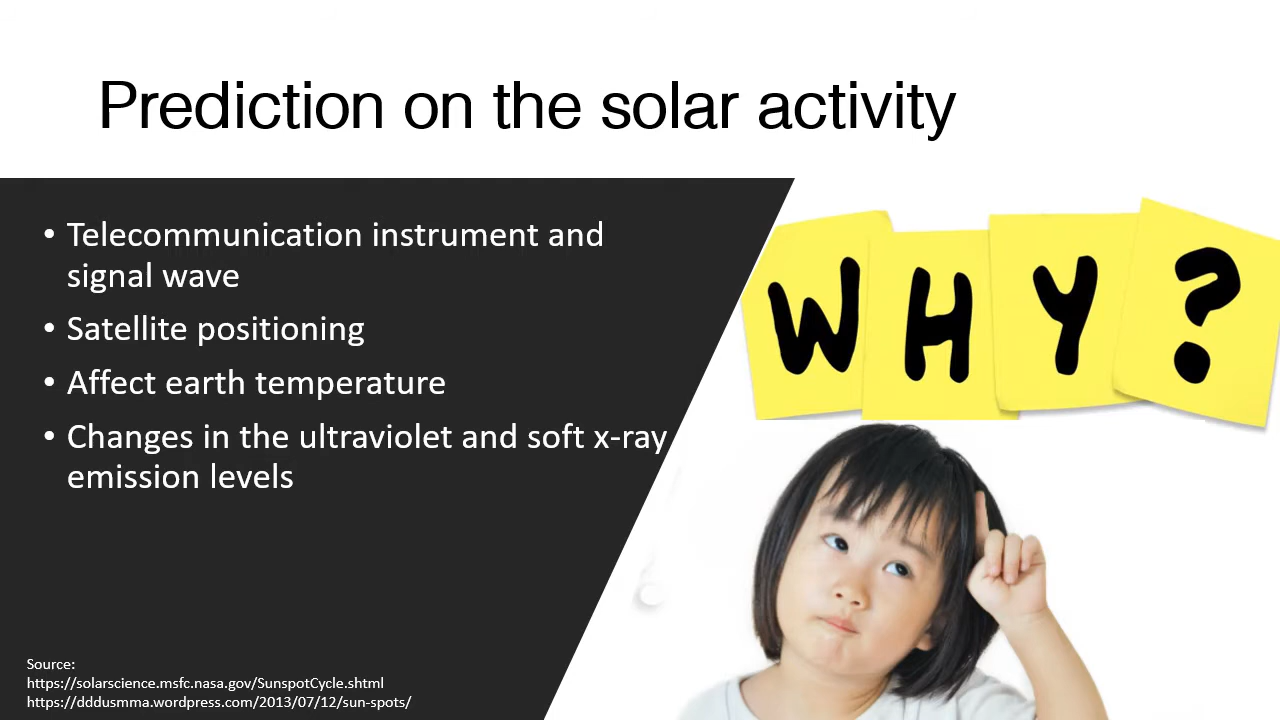 Prediction on the solar activity
• Telecommunication instrument and
signal wave
• Satellite positioning
• Affect earth temperature
• Changes in the ultraviolet and soft x-ray
emission levels
WHY?
Source:
https://solarscience.msfc.nasa.gov/SunspotCycle.shtml
https://dddusmma.wordpress.com/2013/07/12/sun-spots/